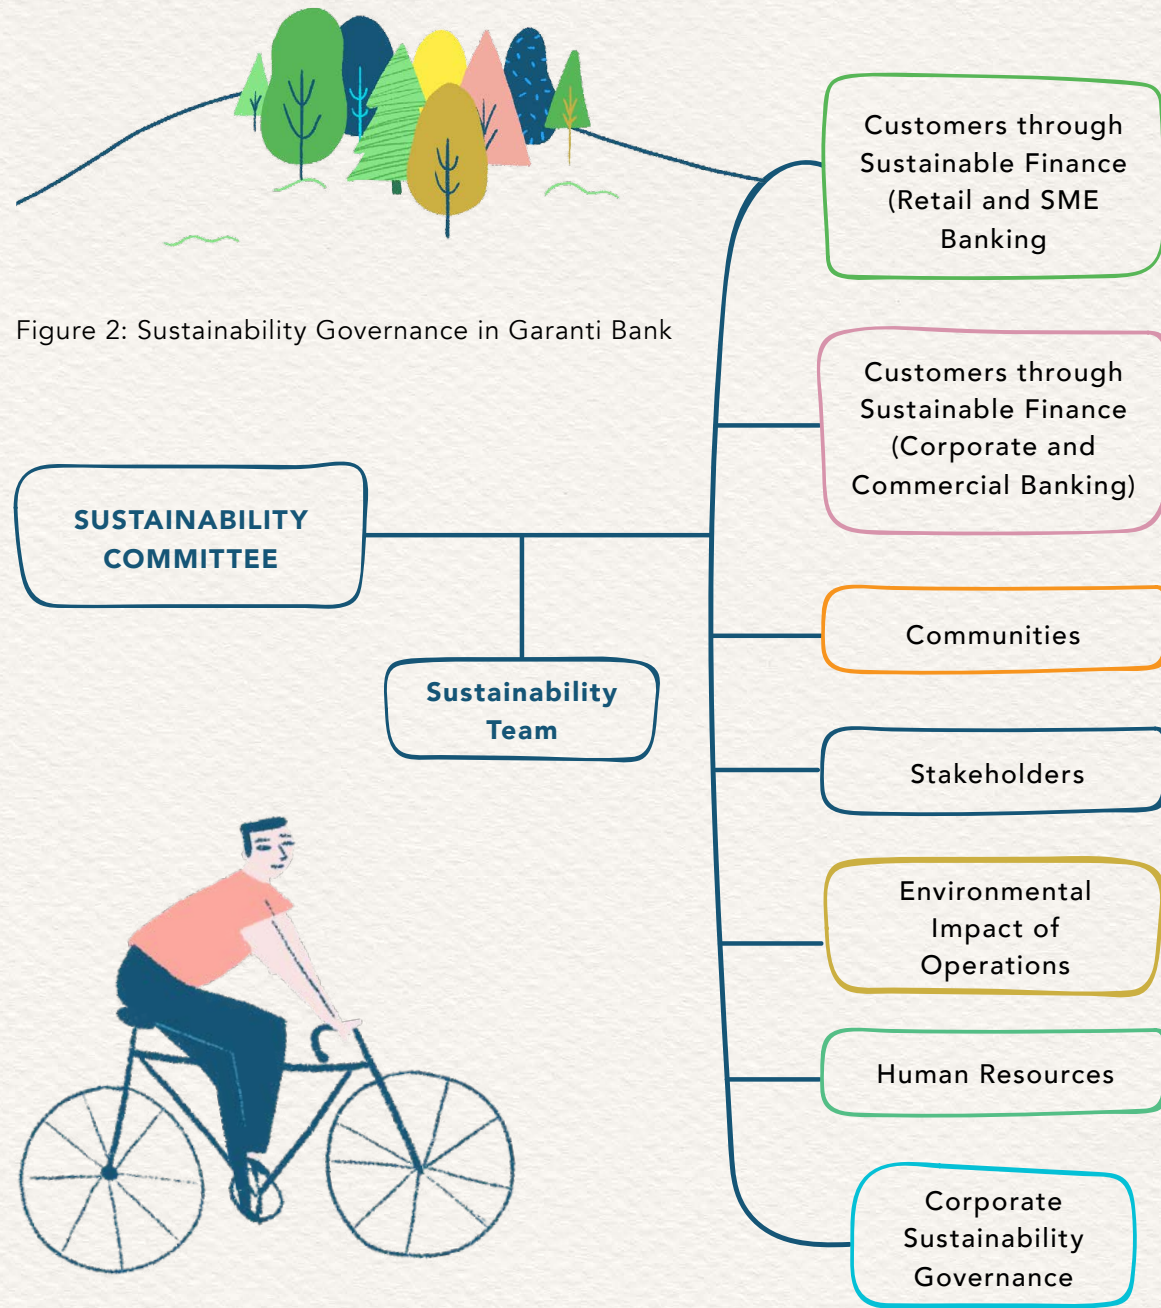 Figure 2: Sustainability Governance in Garanti Bank
SUSTAINABILITY
COMMITTEE
Sustainability
Team
Customers through
Sustainable Finance
(Retail and SME
Banking
Customers through
Sustainable Finance
(Corporate and
Commercial Banking)
Communities
Stakeholders
Environmental
Impact of
Operations
Human Resources
Corporate
Sustainability
Governance